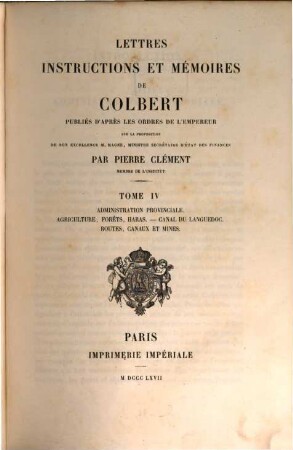 LETTRES
INSTRUCTIONS ET MÉMOIRES
DE
COLBERT
PUBLIÉS D'APRÈS LES ORDRES DE L'EMPEREUR
SUR LA PROPOSITION
DE SON EXCELLENCE M. MAGNE, MINISTRE SECRÉTAIRE D'ÉTAT DES FINANCES
PAR PIERRE CLÉMENT
MEMBRE DE L'INSTITUT.
TOME IV
ADMINISTRATION PROVINCIALE.
AGRICULTURE, FORÊTS, HARAS. — CANAL DU LANGUEDOC.
ROUTES, CANAUX ET MINES.
PARIS
IMPRIMERIE IMPÉRIALE
M DCCC LXVII